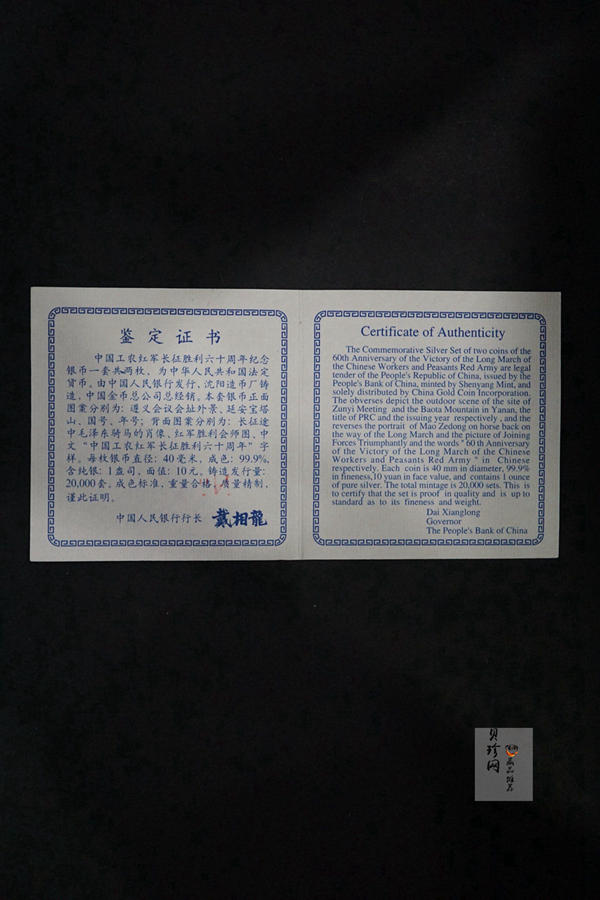 鉴定证书
中国工农红军长征胜利六十周年纪念
银币一套共两枚，为中华人民共和国法定
货币。由中国人民银行发行，沈阳造币厂铸
造，中国金币总公司总经销。本套银币正面
图案分别为：遵义会议会址外景、延安宝塔
山、国号、年号；背面图案分别为：长征途
中毛泽东骑马的肖像、红军胜利会师图、中
文“中国工农红军长征胜利六十周年”字
样。每枚银币直径：40毫米，成色：99.9%，
含纯银：1盎司，面值：10元。铸造发行量：
20,000套。成色标准，重量合格，质量精制，
谨此证明。
中国人民银行行长 戴相龍
Certificate of Authenticity
The Commemorative Silver Set of two coins of the
60th Anniversary of the Victory of the Long March of
the Chinese Workers and Peasants Red Army are legal
tender of the People's Republic of China, issued by the
People's Bank of China, minted by Shenyang Mint, and
solely distributed by China Gold Coin Incorporation.
The obverses depict the outdoor scene of the site of
Zunyi Meeting and the Baota Mountain in Yanan, the
title of PRC and the issuing year respectively , and the
reverses the portrait of Mao Zedong on horse back on
the way of the Long March and the picture of Joining
Forces Triumphantly and the words " 60 th Anniversary
of the Victory of the Long March of the Chinese
Workers and Peasants Red Army " in Chinese
respectively. Each coin is 40 mm in diameter, 99.9%
in fineness,10 yuan in face value, and contains 1 ounce
of pure silver. The total mintage is 20,000 sets. This is
to certify that the set is proof in quality and is up to
standard as to its fineness and weight.
Dai Xianglong
Governor
The People's Bank of China
贝珍网
藏品推荐